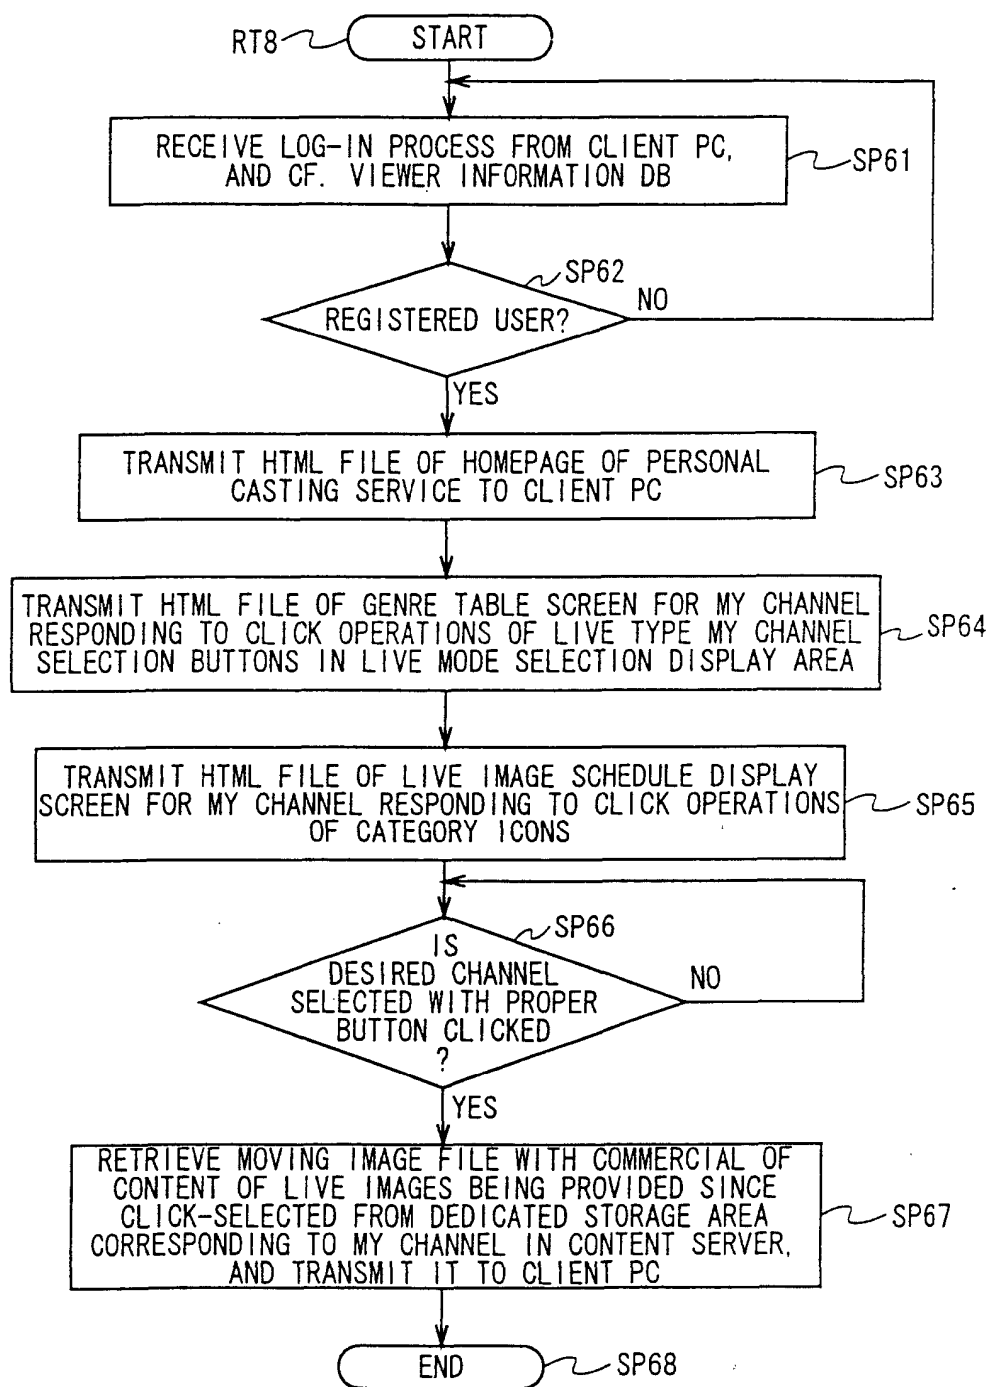 RT8
START
RECEIVE LOG-IN PROCESS FROM CLIENT PC,
AND CF. VIEWER INFORMATION DB
SP61
SP62
REGISTERED USER?
NO
YES
TRANSMIT HTML FILE OF HOMEPAGE OF PERSONAL
CASTING SERVICE TO CLIENT PC
SP63
TRANSMIT HTML FILE OF GENRE TABLE SCREEN FOR MY CHANNEL
RESPONDING TO CLICK OPERATIONS OF LIVE TYPE MY CHANNEL
SELECTION BUTTONS IN LIVE MODE SELECTION DISPLAY AREA
SP64
TRANSMIT HTML FILE OF LIVE IMAGE SCHEDULE DISPLAY
SCREEN FOR MY CHANNEL RESPONDING TO CLICK OPERATIONS
OF CATEGORY ICONS
SP65
SP66
IS
DESIRED CHANNEL
SELECTED WITH PROPER
BUTTON CLICKED
?
NO
YES
RETRIEVE MOVING IMAGE FILE WITH COMMERCIAL OF
CONTENT OF LIVE IMAGES BEING PROVIDED SINCE
CLICK-SELECTED FROM DEDICATED STORAGE AREA
CORRESPONDING TO MY CHANNEL IN CONTENT SERVER,
AND TRANSMIT IT TO CLIENT PC
SP67
END
SP68